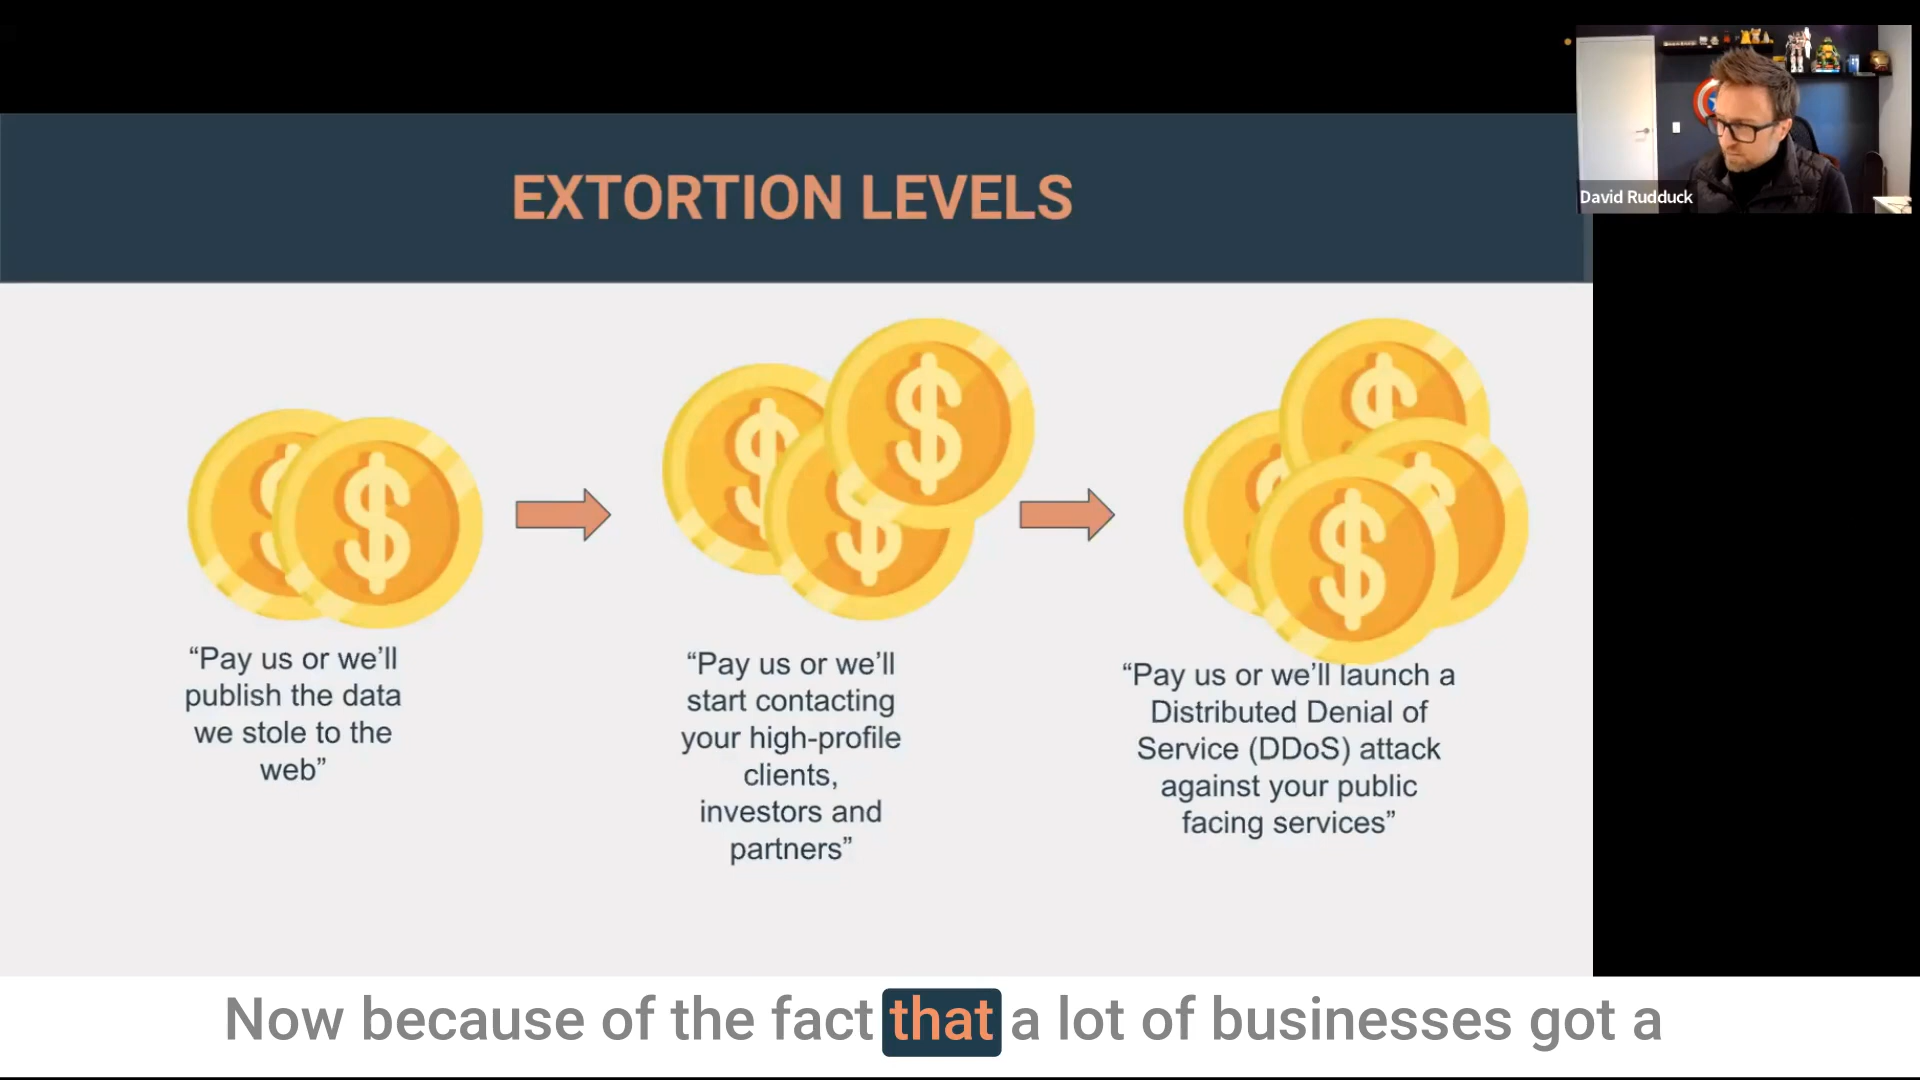 EXTORTION LEVELS
David Rudduck
“Pay us or we’ll
publish the data
we stole to the
web”
“Pay us or we’ll
start contacting
your high-profile
clients,
investors and
partners”
“Pay us or we’ll launch a
Distributed Denial of
Service (DDoS) attack
against your public
facing services”
Now because of the fact that a lot of businesses got a